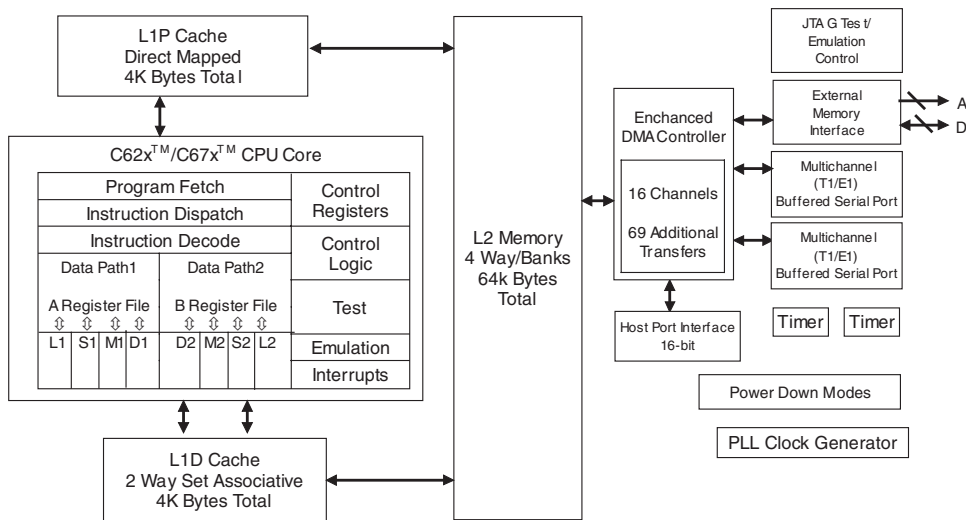 L1P Cache
Direct Mapped
4K Bytes Total
C62x™/C67x™ CPU Core
Program Fetch
Instruction Dispatch
Instruction Decode
Data Path1
Data Path2
A Register File
B Register File
L1
S1
M1
D1
D2
M2
S2
L2
Control
Registers
Control
Logic
Test
Emulation
Interrupts
L1D Cache
2 Way Set Associative
4K Bytes Total
L2 Memory
4 Way/Banks
64k Bytes
Total
Enchanced
DMA Controller
16 Channels
69 Additional
Transfers
Host Port Interface
16-bit
JTA G Test/
Emulation
Control
External
Memory
Interface
A
D
Multichannel
(T1/E1)
Buffered Serial Port
Multichannel
(T1/E1)
Buffered Serial Port
Timer
Timer
Power Down Modes
PLL Clock Generator